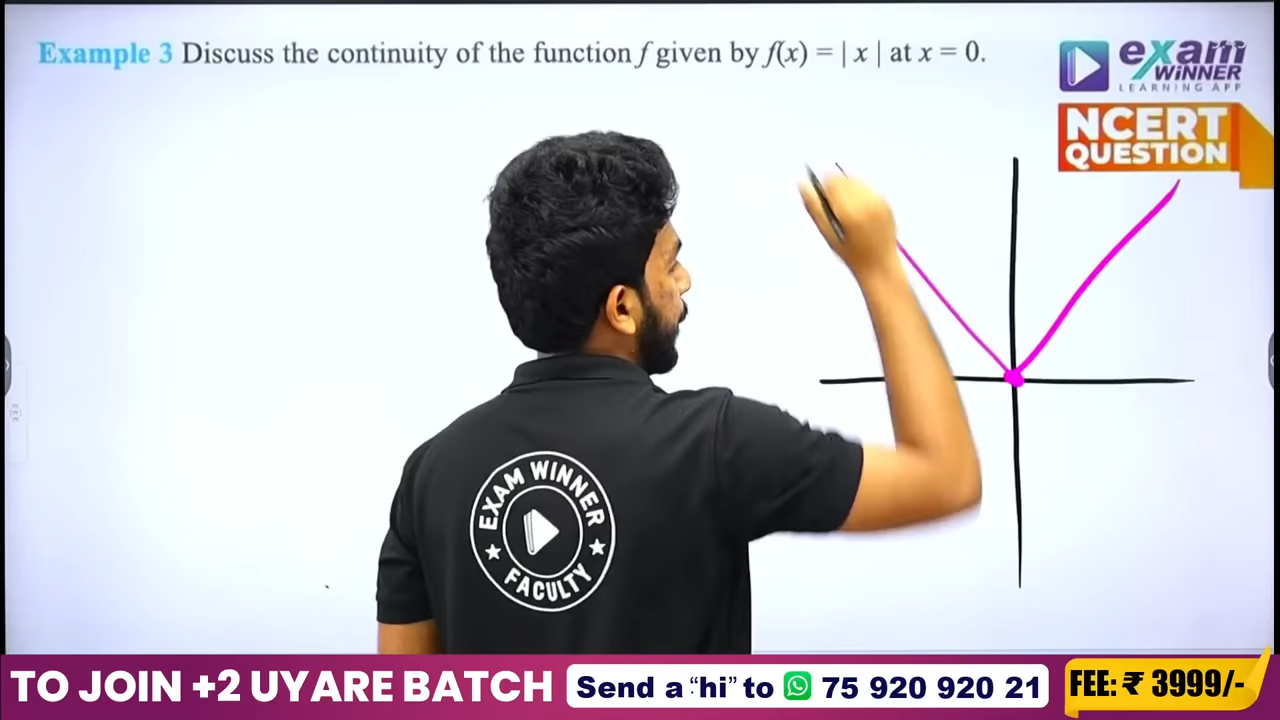 Example 3 Discuss the continuity of the function f given by f(x) = | x | at x = 0.
exam
WiNNER
LEARNING APP
NCERT
QUESTION
EXAM WINNER
FACULTY
TO JOIN +2 UYARE BATCH
Send a “hi” to 75 920 920 21
FEE: ₹ 3999/-